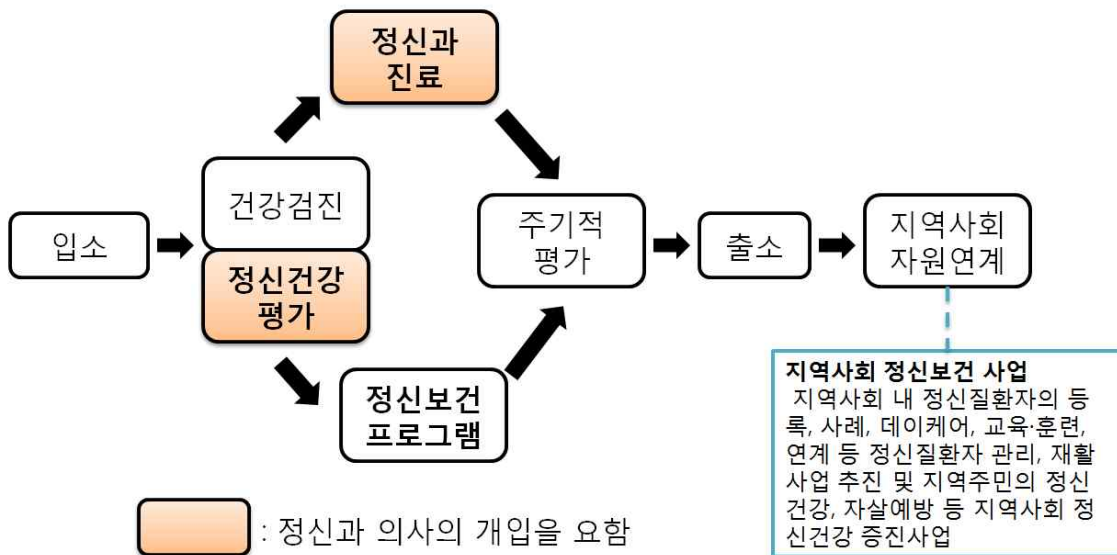 정신과
진료
입소
건강검진
정신건강
평가
정신보건
프로그램
주기적
평가
출소
지역사회
자원연계
지역사회 정신보건 사업
지역사회 내 정신질환자의 등
록, 사례, 데이케어, 교육·훈련,
연계 등 정신질환자 관리, 재활
사업 추진 및 지역주민의 정신
건강, 자살예방 등 지역사회 정
신건강 증진사업
: 정신과 의사의 개입을 요함